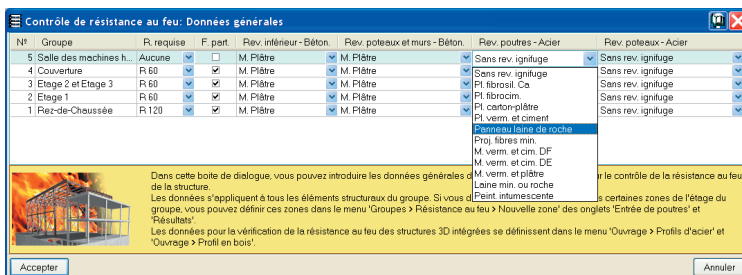 Contrôle de résistance au feu: Données générales
Nº Groupe R. requise F. part. Rev. intérieur - Béton. Rev. poteaux et murs - Béton. Rev. poutres - Acier Rev. poteaux - Acier
5 Salle des machines h... Aucune M. Plâtre M. Plâtre Sans rev. ignifuge Sans rev. ignifuge
4 Couverture R 60 M. Plâtre M. Plâtre Sans rev. ignifuge Sans rev. ignifuge
3 Etage 2 et Etage 3 R 60 M. Plâtre M. Plâtre Pl. fibrosil. Ca Sans rev. ignifuge
2 Etage 1 R 60 M. Plâtre M. Plâtre Pl. fibrocim. Sans rev. ignifuge
1 Rez-de-Chaussée R 120 M. Plâtre M. Plâtre Pl. carton-plâtre Sans rev. ignifuge
Pl. verm. et ciment
Panneau laine de roche
Proj. fibres min.
M. verm. et cim. DF
M. verm. et cim. DE
M. verm. et plâtre
Laine min. ou roche
Peint. intumescente
Dans cette boite de dialogue, vous pouvez introduire les données générales d r le contrôle de la résistance au feu
de la structure.
Les données s'appliquent à tous les éléments structuraux du groupe. Si vous d s certaines zones de l'étage du
groupe, vous pouvez définir ces zones dans le menu 'Groupes > Résistance au feu > Nouvelle zone' des onglets 'Entrée de poutres' et
'Résultats'.
Les données pour la vérification de la résistance au feu des structures 3D intégrées se définissent dans le menu 'Ouvrage > Profils d'acier' et
'Ouvrage > Profil en bois'.
Accepter Annuler